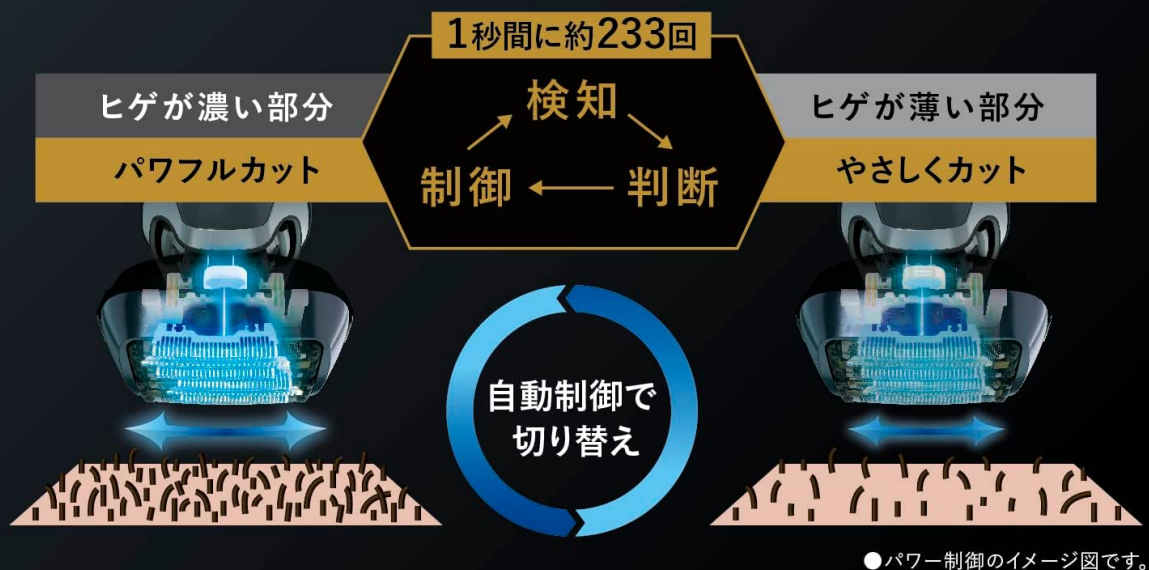 1秒間に約233回
ヒゲが濃い部分
パワフルカット
検知
制御
判断
ヒゲが薄い部分
やさしくカット
自動制御で
切り替え
●パワー制御のイメージ図です。